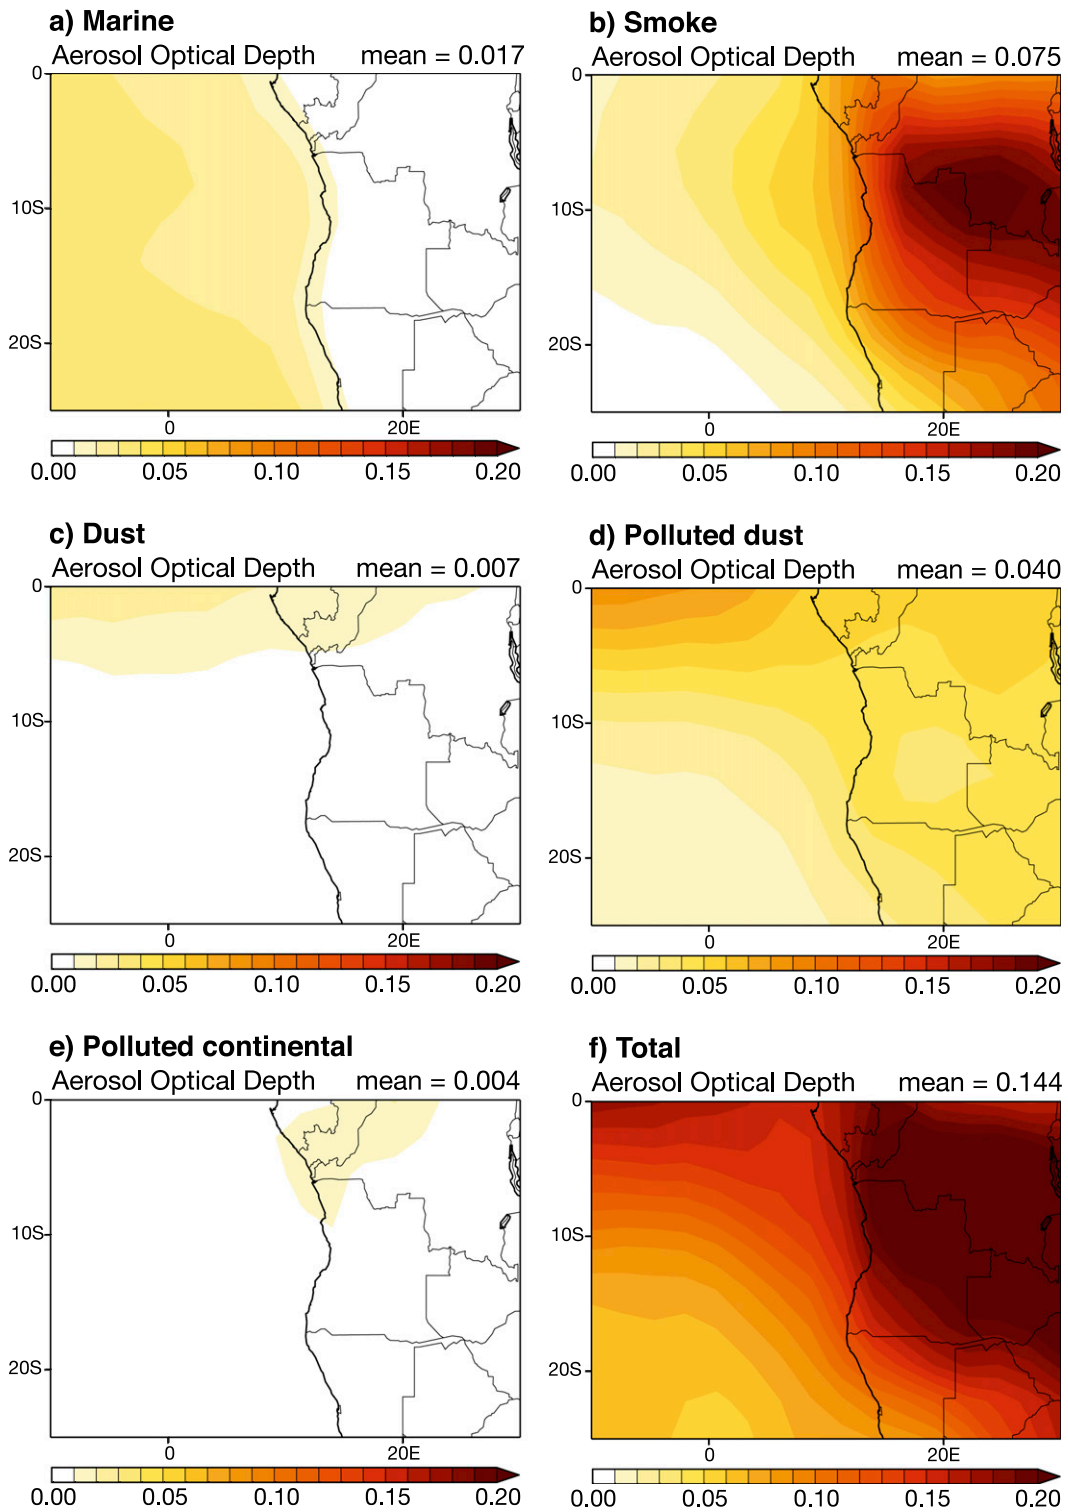 a) Marine
Aerosol Optical Depth mean = 0.017
0
10S
20S
0 20E
0.00 0.05 0.10 0.15 0.20
b) Smoke
Aerosol Optical Depth mean = 0.075
0
10S
20S
0 20E
0.00 0.05 0.10 0.15 0.20
c) Dust
Aerosol Optical Depth mean = 0.007
0
10S
20S
0 20E
0.00 0.05 0.10 0.15 0.20
d) Polluted dust
Aerosol Optical Depth mean = 0.040
0
10S
20S
0 20E
0.00 0.05 0.10 0.15 0.20
e) Polluted continental
Aerosol Optical Depth mean = 0.004
0
10S
20S
0 20E
0.00 0.05 0.10 0.15 0.20
f) Total
Aerosol Optical Depth mean = 0.144
0
10S
20S
0 20E
0.00 0.05 0.10 0.15 0.20